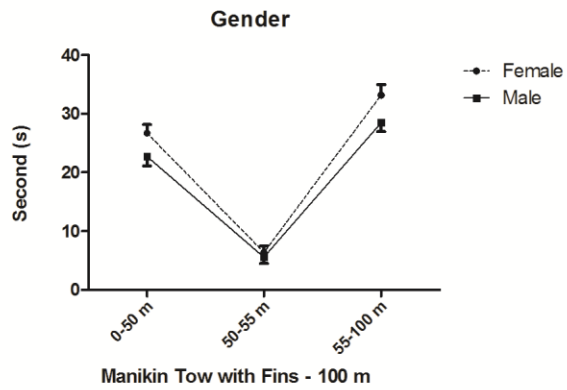 Gender
Second (s)
40
30
20
10
0
0-50 m
50-55 m
55-100 m
Manikin Tow with Fins - 100 m
Female
Male